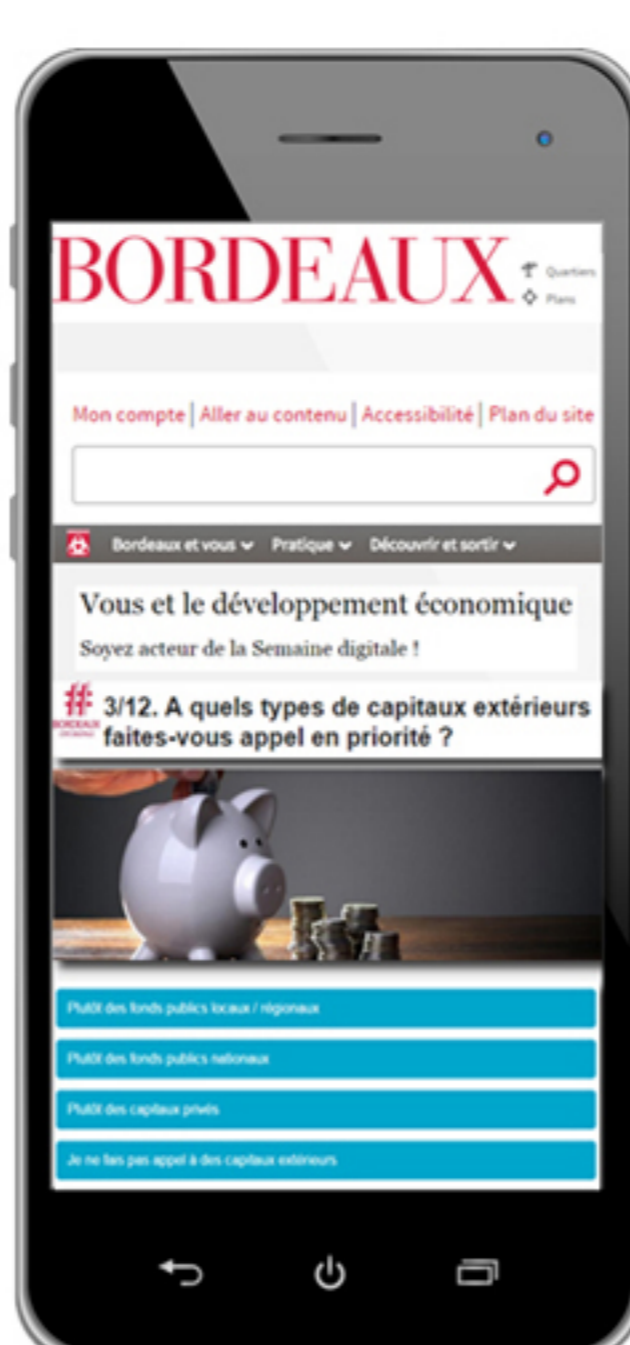 BORDEAUX
Quartiers
Plans
Mon compte | Aller au contenu | Accessibilité | Plan du site
Bordeaux et vous Pratique Découvrir et sortir
Vous et le développement économique
Soyez acteur de la Semaine digitale !
# 3/12. A quels types de capitaux extérieurs
BORDEAUX
faites-vous appel en priorité ?
Plutôt des fonds publics locaux / régionaux
Plutôt des fonds publics nationaux
Plutôt des capitaux privés
Je ne fais pas appel à des capitaux extérieurs